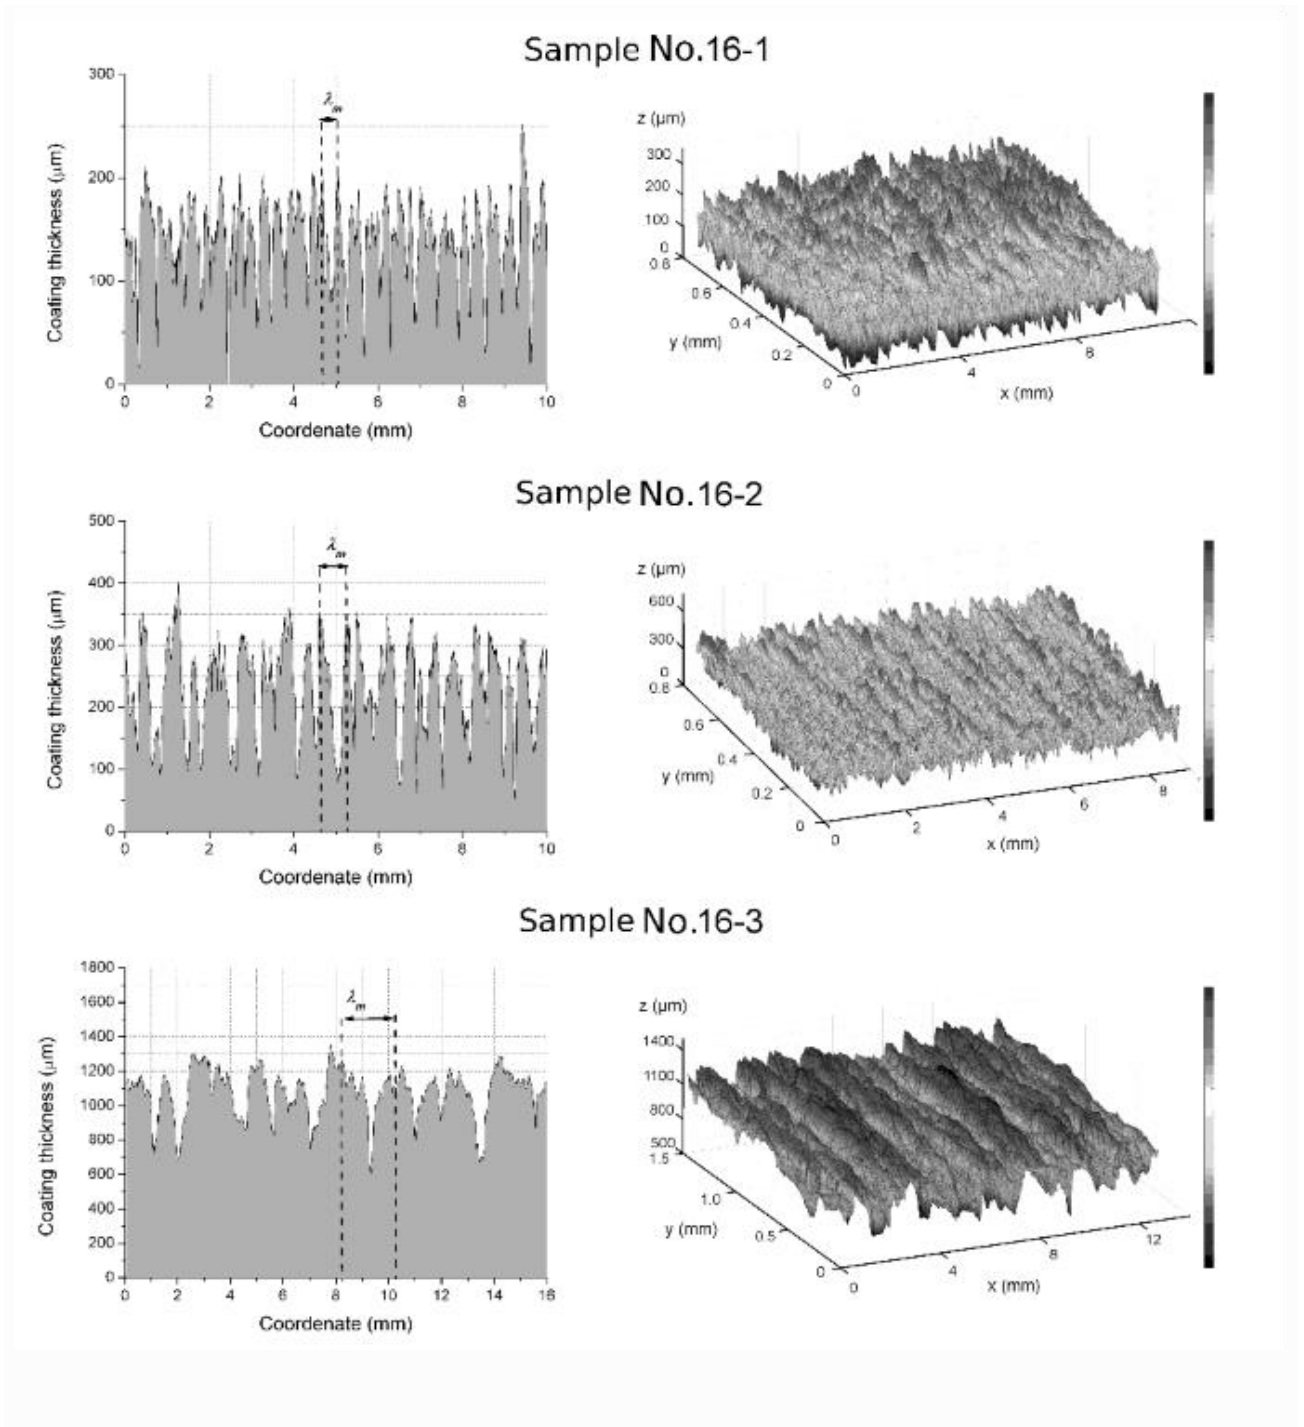 Sample No.16-1
300
200
100
0
Coating thickness (μm)
λm
0 2 4 6 8 10
Coordenate (mm)
z (μm)
300
200
100
0
0.8
0.6
0.4
0.2
0
y (mm)
0 4 8
x (mm)
Sample No.16-2
500
400
300
200
100
0
Coating thickness (μm)
λm
0 2 4 6 8 10
Coordenate (mm)
z (μm)
600
300
0
0.8
0.6
0.4
0.2
0
y (mm)
0 2 4 6 8
x (mm)
Sample No.16-3
1800
1600
1400
1200
1000
800
600
400
200
0
Coating thickness (μm)
λm
0 2 4 6 8 10 12 14 16
Coordenate (mm)
z (μm)
1400
1100
800
500
1.5
1.0
0.5
0
y (mm)
0 4 8 12
x (mm)